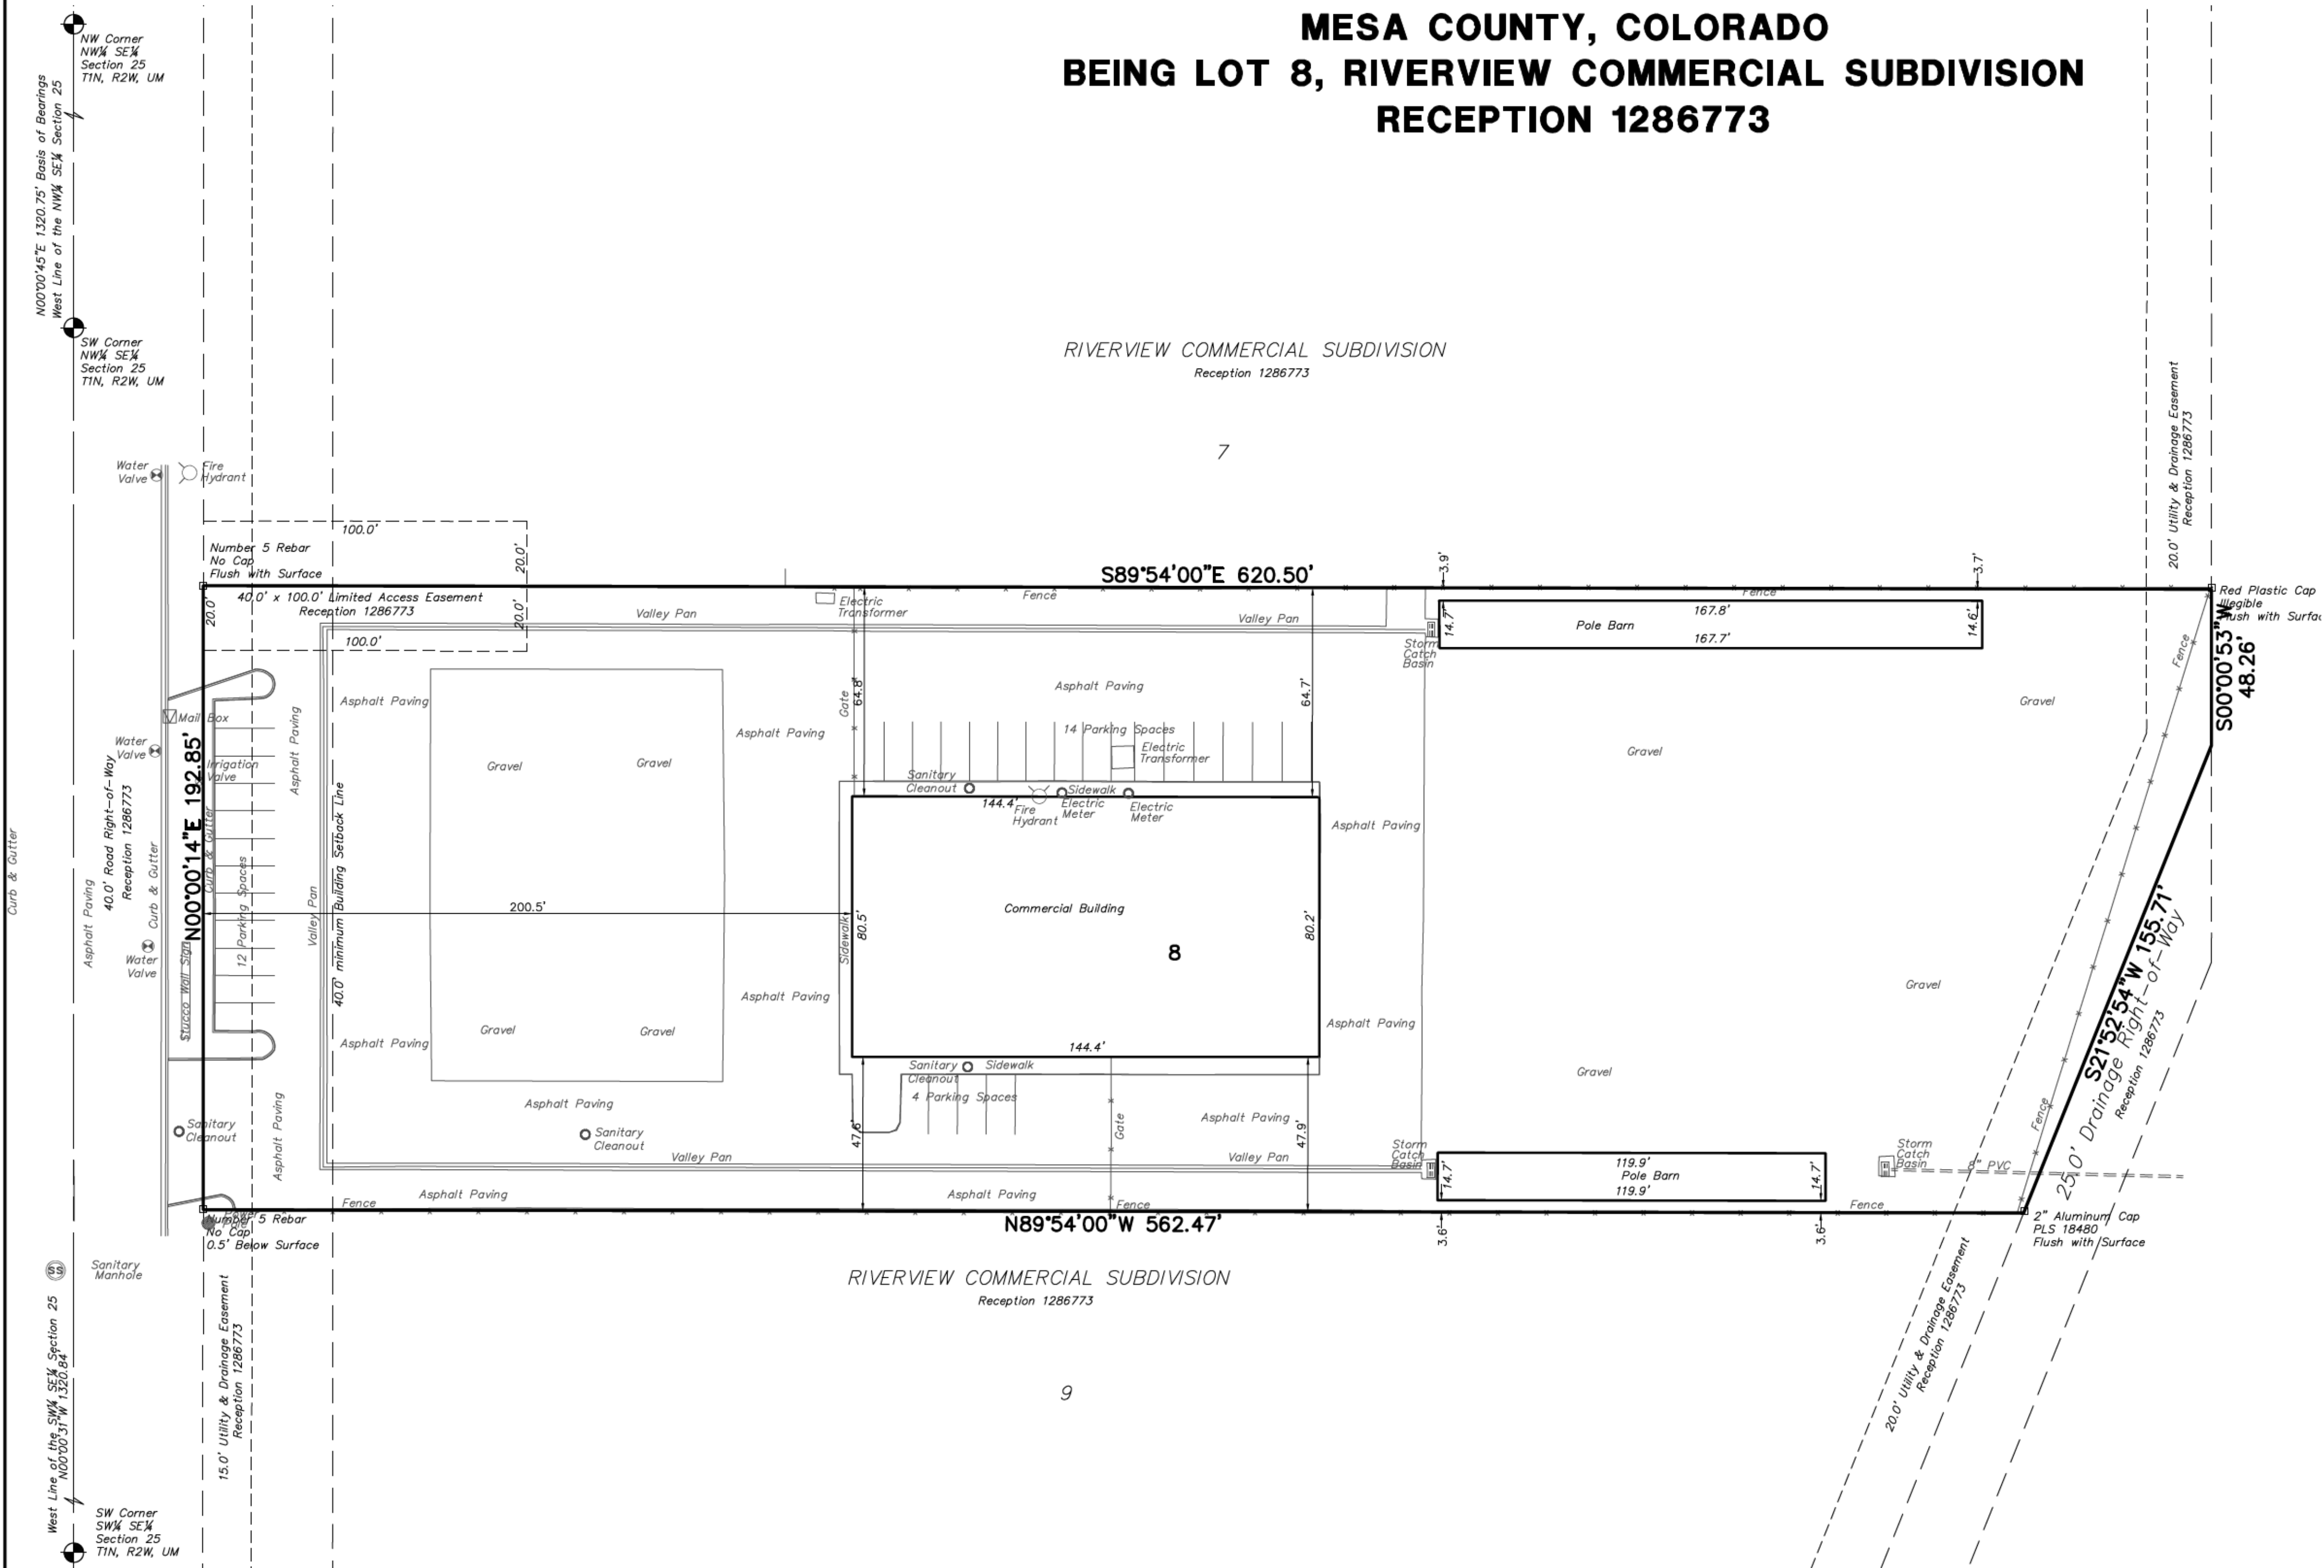 MESA COUNTY, COLORADO
BEING LOT 8, RIVERVIEW COMMERCIAL SUBDIVISION
RECEPTION 1286773
NW Corner
NW¼ SE¼
Section 25
T1N, R2W, UM
N00°00'45"E 1320.75' Basis of Bearings
West Line of the NW¼ SE¼ Section 25
SW Corner
NW¼ SE¼
Section 25
T1N, R2W, UM
RIVERVIEW COMMERCIAL SUBDIVISION
Reception 1286773
7
20.0' Utility & Drainage Easement
Reception 1286773
Water
Valve
Fire
Hydrant
100.0'
20.0'
Number 5 Rebar
No Cap
Flush with Surface
S89°54'00"E 620.50'
3.9'
3.7'
40.0' x 100.0' Limited Access Easement
Reception 1286773
20.0'
20.0'
100.0'
Valley Pan
Electric
Transformer
Fence
Valley Pan
Fence
167.8'
Pole Barn
167.7'
14.7'
14.6'
Storm
Catch
Basin
Red Plastic Cap
Illegible
Flush with Surfa
S00°00'53"W
48.26'
Fence
Mail Box
Water
Valve
Irrigation
Valve
40.0' Road Right-of-Way
Reception 1286773
N00°00'14"E 192.85'
Curb & Gutter
Curb & Gutter
Curb & Gutter
Asphalt Paving
Water
Valve
Stucco Wall Sign
12 Parking Spaces
Asphalt Paving
Valley Pan
40.0' minimum Building Setback Line
Asphalt Paving
Gravel
Gravel
Asphalt Paving
Gate
64.8'
Asphalt Paving
14 Parking Spaces
Electric
Transformer
64.7'
Gravel
Gravel
Sanitary
Cleanout
144.4'
Fire
Hydrant
Sidewalk
Electric
Meter
Electric
Meter
Asphalt Paving
200.5'
Sidewalk
80.5'
Commercial Building
80.2'
8
Asphalt Paving
Gravel
S21°52'54"W 155.71'
25.0' Drainage Right-of-Way
Reception 1286773
Asphalt Paving
Gravel
Gravel
Asphalt Paving
144.4'
Sanitary
Cleanout
Sidewalk
4 Parking Spaces
Gravel
Asphalt Paving
Asphalt Paving
Sanitary
Cleanout
Sanitary
Cleanout
47.6'
Gate
Asphalt Paving
47.9'
Valley Pan
Valley Pan
Storm
Catch
Basin
14.7'
119.9'
Pole Barn
119.9'
14.7'
Storm
Catch
Basin
8" PVC
Fence
Fence
Asphalt Paving
Asphalt Paving
Fence
Fence
Power
Pole
Number 5 Rebar
No Cap
0.5' Below Surface
N89°54'00"W 562.47'
3.6'
3.6'
2" Aluminum Cap
PLS 18480
Flush with Surface
SS
Sanitary
Manhole
RIVERVIEW COMMERCIAL SUBDIVISION
Reception 1286773
9
15.0' Utility & Drainage Easement
Reception 1286773
20.0' Utility & Drainage Easement
Reception 1286773
West Line of the SW¼ SE¼ Section 25
N00°00'31"W 1320.84'
SW Corner
SW¼ SE¼
Section 25
T1N, R2W, UM